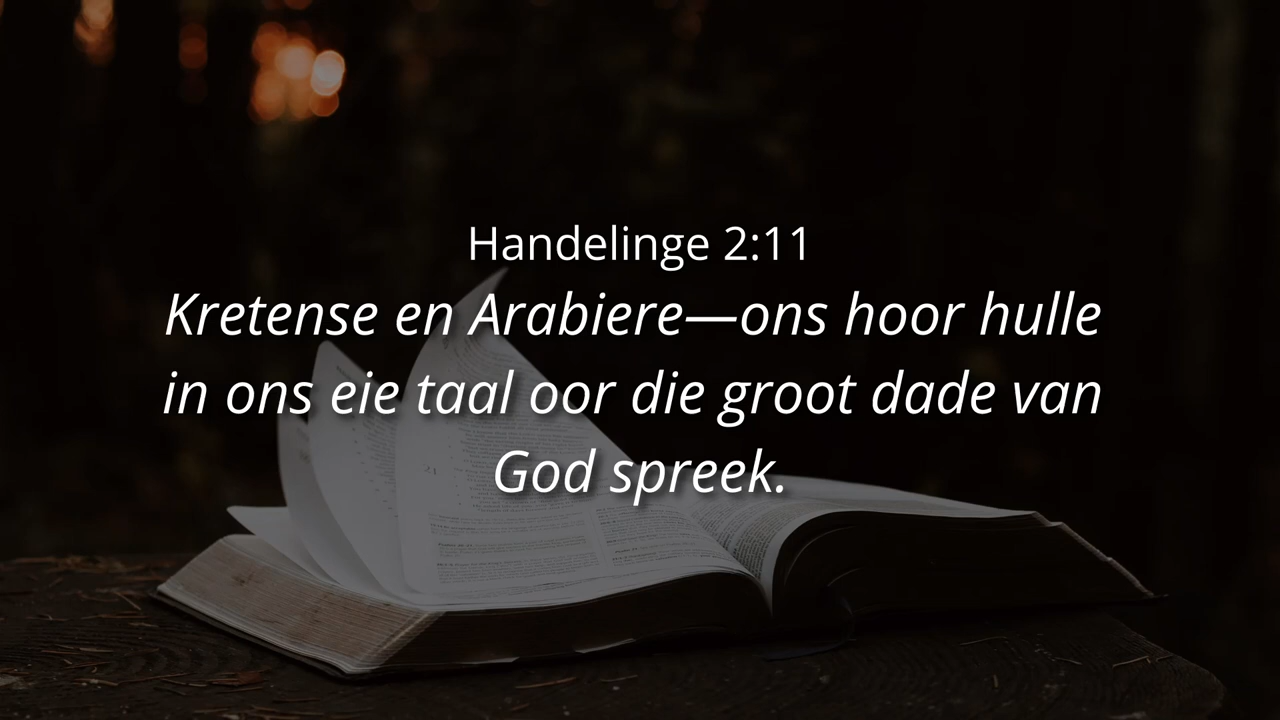 Handelinge 2:11
Kretense en Arabiere—ons hoor hulle
in ons eie taal oor die groot dade van
God spreek.